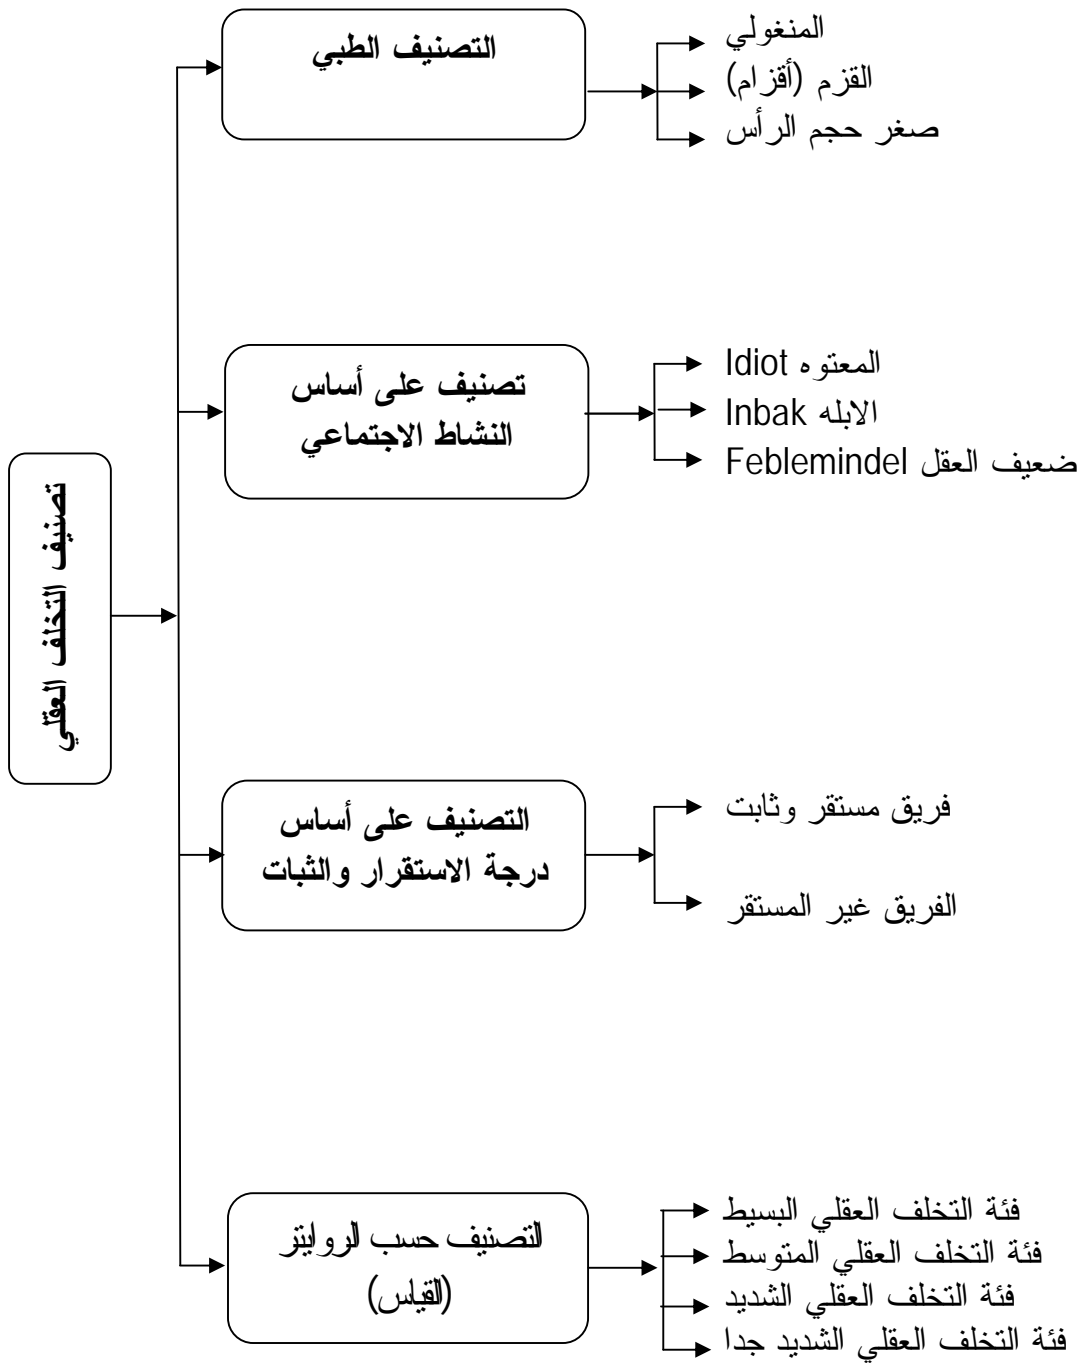 تصنيف التخلف العقلي
التصنيف الطبي
المنغولي
القزم (أقزام)
صغر حجم الرأس
تصنيف على أساس
النشاط الاجتماعي
المعتوه Idiot
الابله Inbak
ضعيف العقل Feblemindel
التصنيف على أساس
درجة الاستقرار والثبات
فريق مستقر وثابت
الفريق غير المستقر
التصنيف حسب الروايتز
(القياس)
فئة التخلف العقلي البسيط
فئة التخلف العقلي المتوسط
فئة التخلف العقلي الشديد
فئة التخلف العقلي الشديد جدا